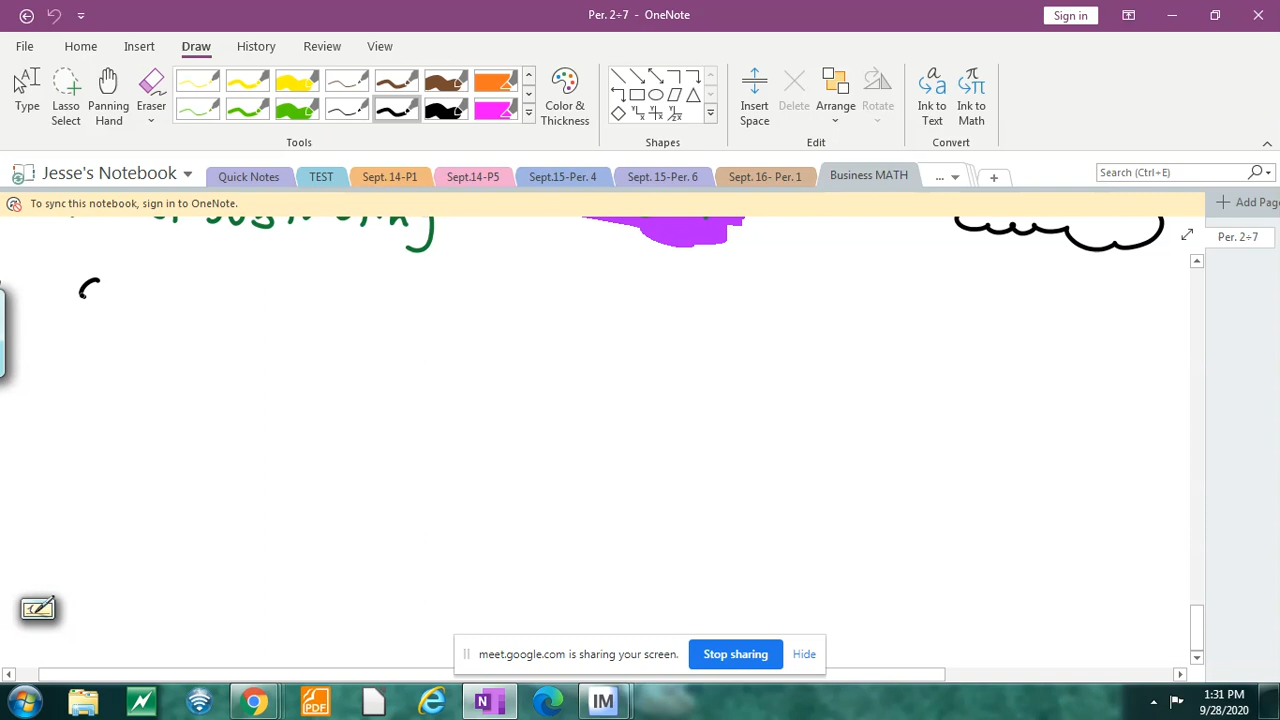 Per. 2÷7 - OneNote
Sign in
File Home Insert Draw History Review View
Type
Lasso Select
Panning Hand
Eraser
Color & Thickness
Insert Space
Delete
Arrange
Rotate
Ink to Text
Ink to Math
Tools
Shapes
Edit
Convert
Jesse's Notebook
Quick Notes
TEST
Sept. 14-P1
Sept.14-P5
Sept.15-Per. 4
Sept. 15-Per. 6
Sept. 16- Per. 1
Business MATH
...
Search (Ctrl+E)
To sync this notebook, sign in to OneNote.
Add Page
Per. 2÷7
meet.google.com is sharing your screen.
Stop sharing
Hide
PDF
N
IM
1:31 PM
9/28/2020